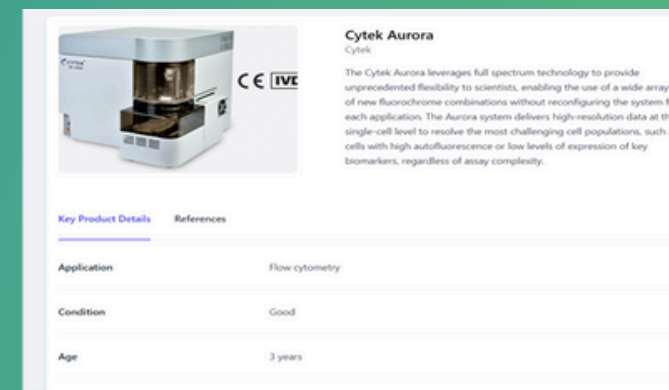 Cytek Aurora
Cytek
The Cytek Aurora leverages full spectrum technology to provide
unprecedented flexibility to scientists, enabling the use of a wide array
of new fluorochrome combinations without reconfiguring the system f
each application. The Aurora system delivers high-resolution data at th
single-cell level to resolve the most challenging cell populations, such
cells with high autofluorescence or low levels of expression of key
biomarkers, regardless of assay complexity.
CYTEK
CE IVD
Key Product Details References
Application Flow cytometry
Condition Good
Age 3 years